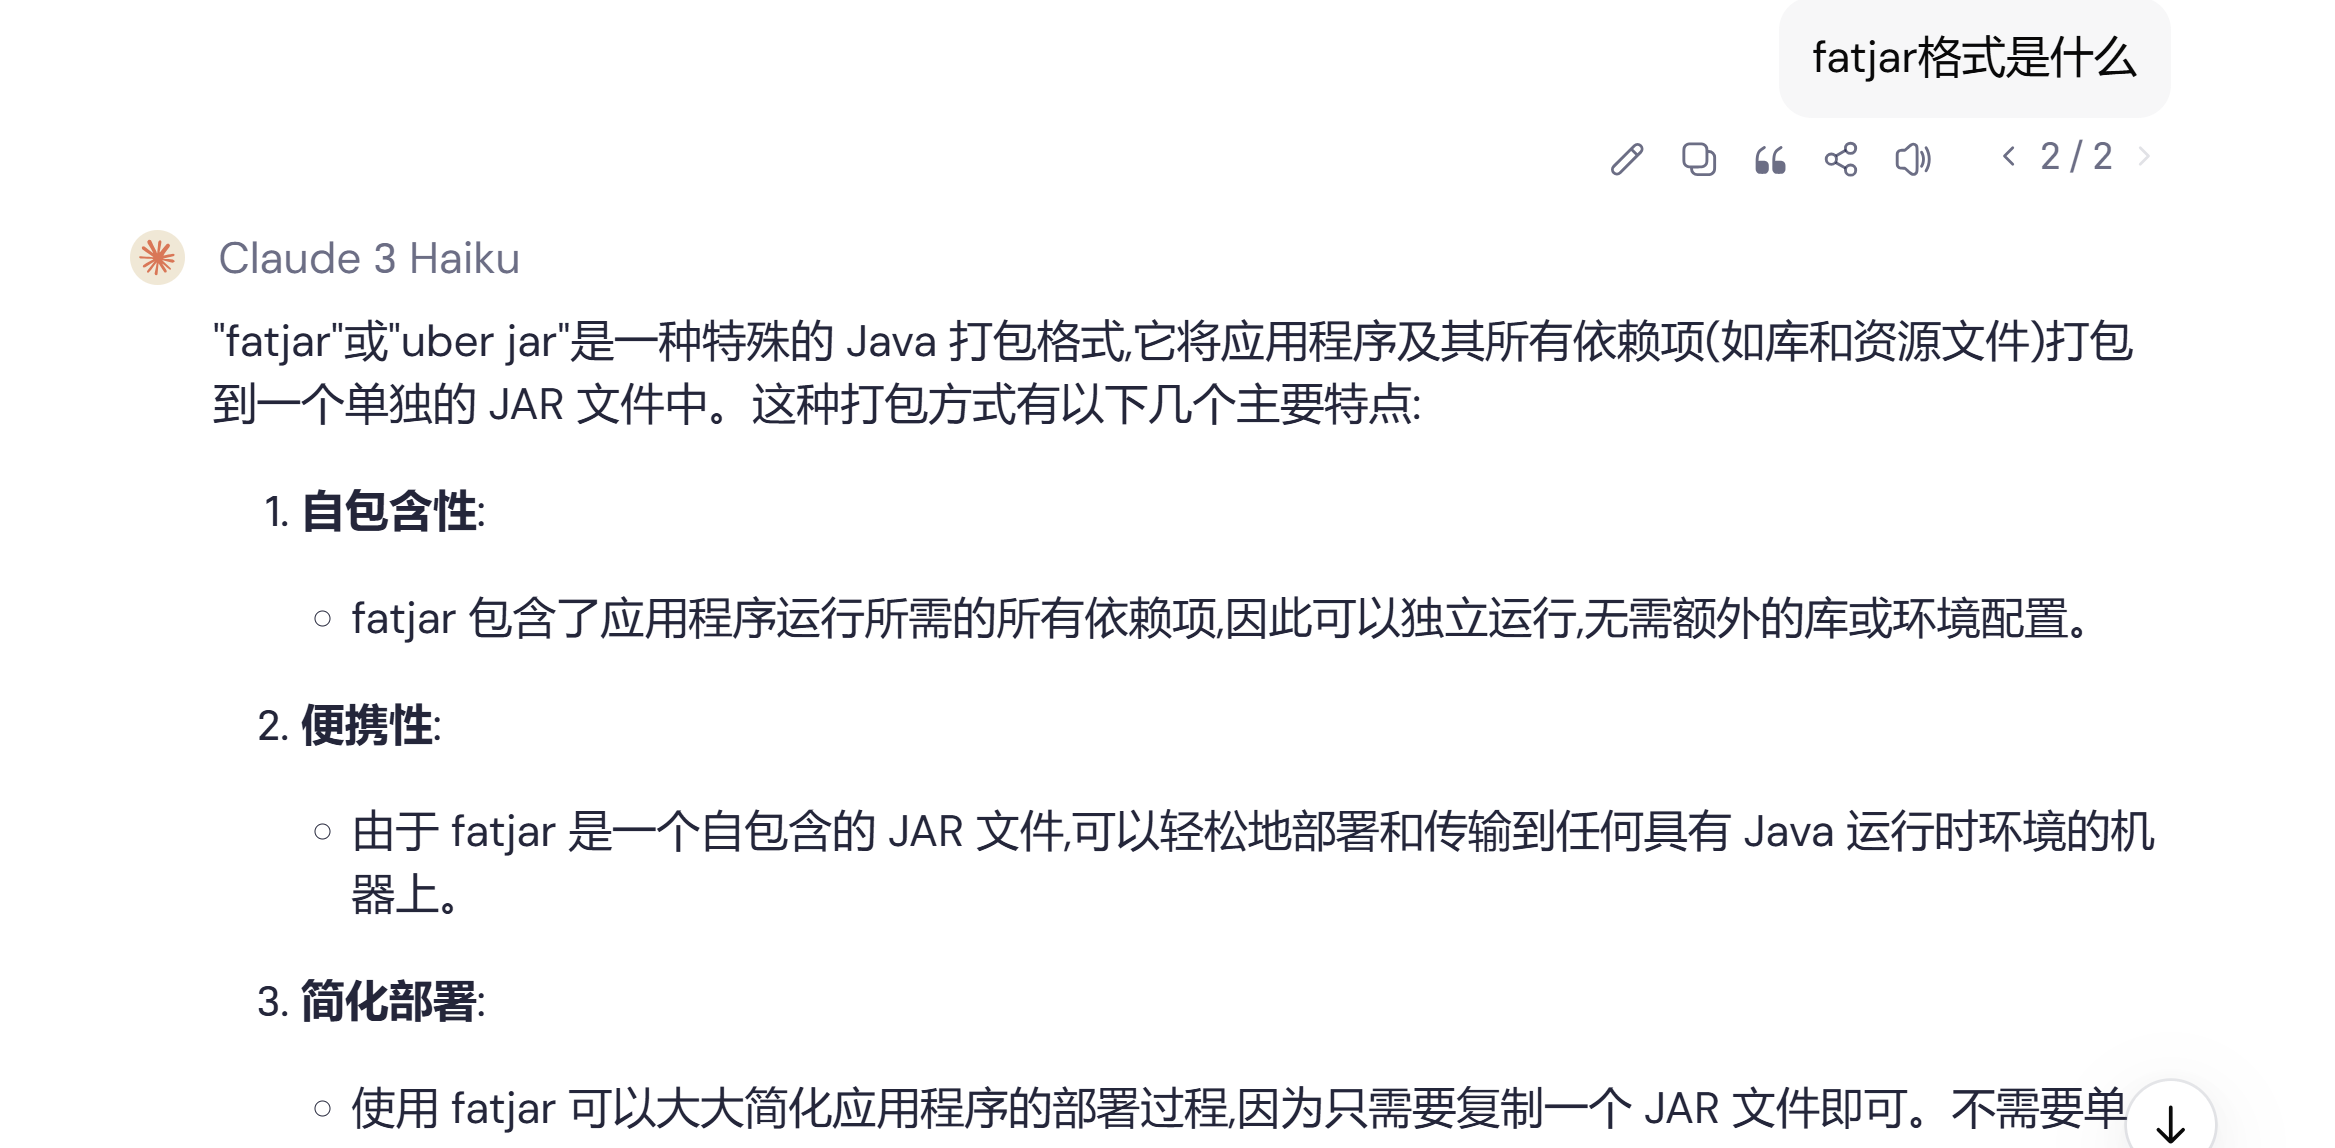 fatjar格式是什么
2 / 2
Claude 3 Haiku
"fatjar"或"uber jar"是一种特殊的 Java 打包格式,它将应用程序及其所有依赖项(如库和资源文件)打包
到一个单独的 JAR 文件中。这种打包方式有以下几个主要特点:
1. 自包含性:
○ fatjar 包含了应用程序运行所需的所有依赖项,因此可以独立运行,无需额外的库或环境配置。
2. 便携性:
○ 由于 fatjar 是一个自包含的 JAR 文件,可以轻松地部署和传输到任何具有 Java 运行时环境的机
器上。
3. 简化部署:
○ 使用 fatjar 可以大大简化应用程序的部署过程,因为只需要复制一个 JAR 文件即可。不需要单